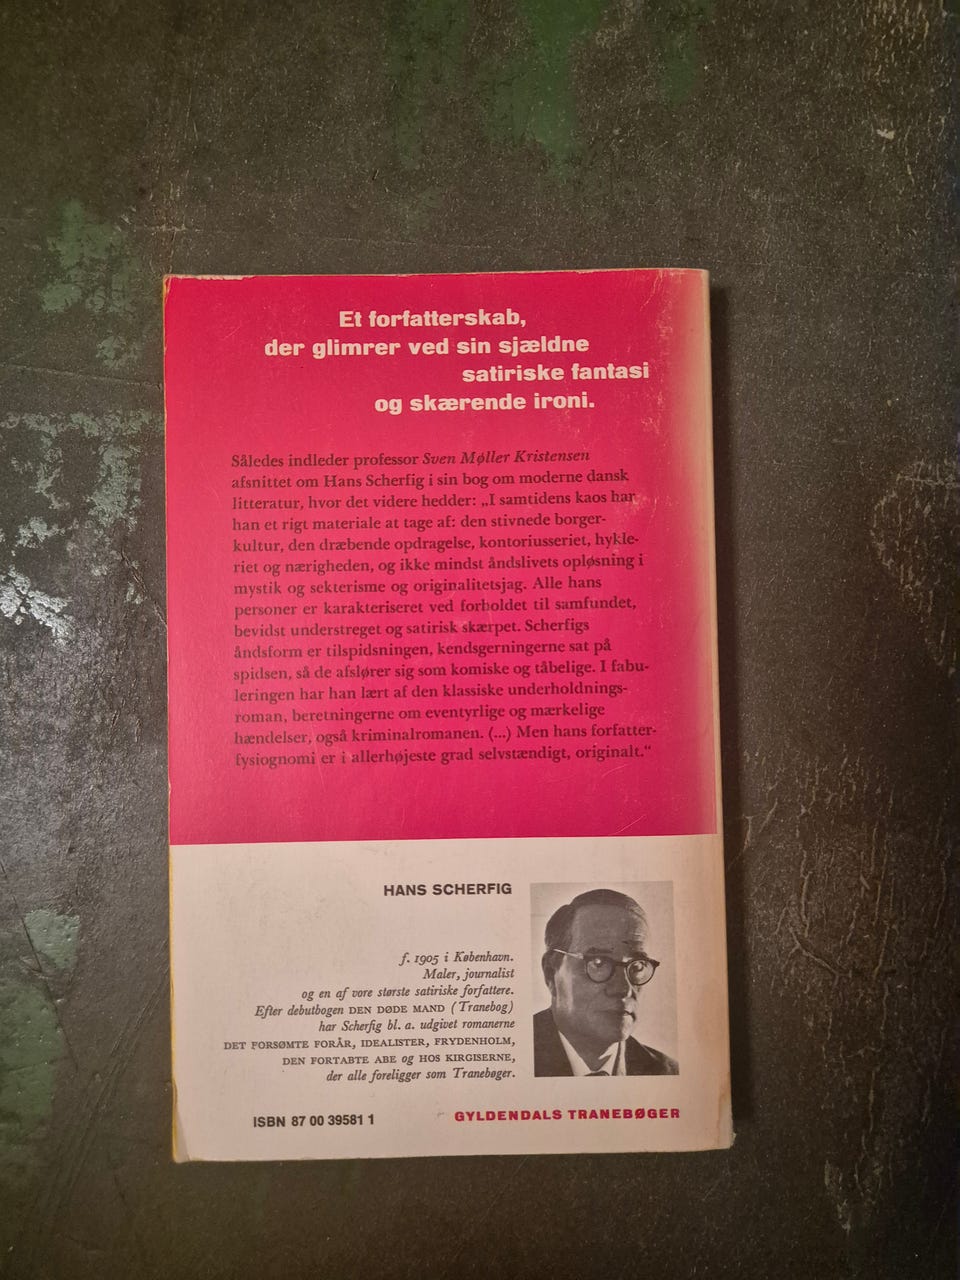 Et forfatterskab,
der glimrer ved sin sjældne
satiriske fantasi
og skærende ironi.
Således indleder professor Sven Møller Kristensen
afsnittet om Hans Scherfig i sin bog om moderne dansk
litteratur, hvor det videre hedder: „I samtidens kaos har
han et rigt materiale at tage af: den stivnede borger-
kultur, den dræbende opdragelse, kontoriusseriet, hykle-
riet og nærigheden, og ikke mindst åndslivets opløsning i
mystik og sekterisme og originalitetsjag. Alle hans
personer er karakteriseret ved forholdet til samfundet,
bevidst understreget og satirisk skærpet. Scherfigs
åndsform er tilspidsningen, kendsgerningerne sat på
spidsen, så de afslører sig som komiske og tåbelige. I fabu-
leringen har han lært af den klassiske underholdnings-
roman, beretningerne om eventyrlige og mærkelige
hændelser, også kriminalromanen. (...) Men hans forfatter-
fysiognomi er i allerhøjeste grad selvstændigt, originalt.“
HANS SCHERFIG
f. 1905 i København.
Maler, journalist
og en af vore største satiriske forfattere.
Efter debutbogen DEN DØDE MAND (Tranebog)
har Scherfig bl. a. udgivet romanerne
DET FORSØMTE FORÅR, IDEALISTER, FRYDENHOLM,
DEN FORTABTE ABE og HOS KIRGISERNE,
der alle foreligger som Tranebøger.
ISBN 87 00 39581 1
GYLDENDALS TRANEBØGER